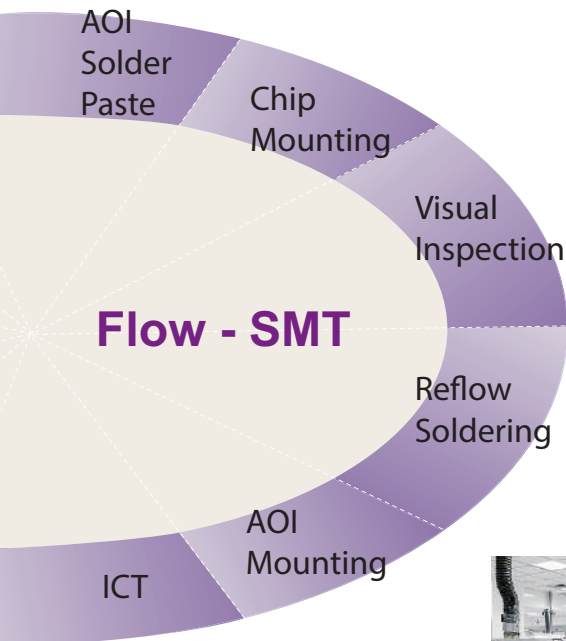 AOI
Solder
Paste
Chip
Mounting
Visual
Inspection
Flow - SMT
Reflow
Soldering
AOI
Mounting
ICT